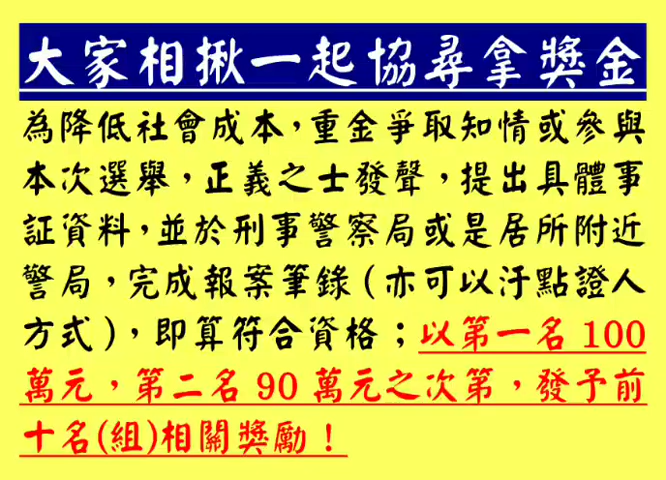 大家相揪一起協尋拿獎金
為降低社會成本，重金爭取知情或參與
本次選舉，正義之士發聲，提出具體事
証資料，並於刑事警察局或是居所附近
警局，完成報案筆錄（亦可以汙點證人
方式），即算符合資格；以第一名 100
萬元，第二名 90 萬元之次第，發予前
十名(組)相關獎勵！